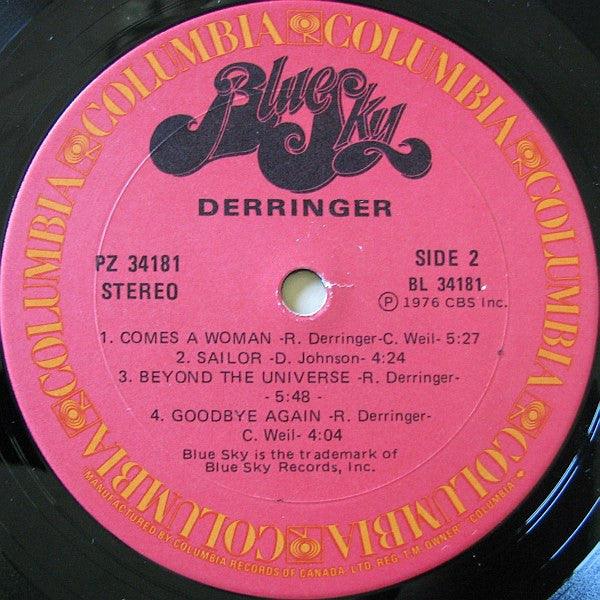 COLUMBIA COLUMBIA COLUMBIA COLUMBIA COLUMBIA COLUMBIA COLUMBIA COLUMBIA
Blue Sky
DERRINGER
PZ 34181
STEREO
SIDE 2
BL 34181
Ⓟ 1976 CBS Inc.
1. COMES A WOMAN -R. Derringer-C. Weil- 5:27
2. SAILOR -D. Johnson- 4:24
3. BEYOND THE UNIVERSE -R. Derringer-
- 5:48 -
4. GOODBYE AGAIN -R. Derringer-
C. Weil- 4:04
Blue Sky is the trademark of
Blue Sky Records, Inc.
MANUFACTURED BY COLUMBIA RECORDS OF CANADA, LTD. REG. T.M. OWNER "COLUMBIA"